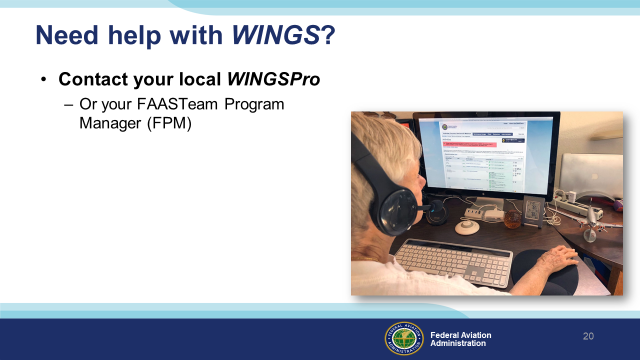 Need help with WINGS?
• Contact your local WINGSPro
– Or your FAASTeam Program
Manager (FPM)
Federal Aviation
Administration
20